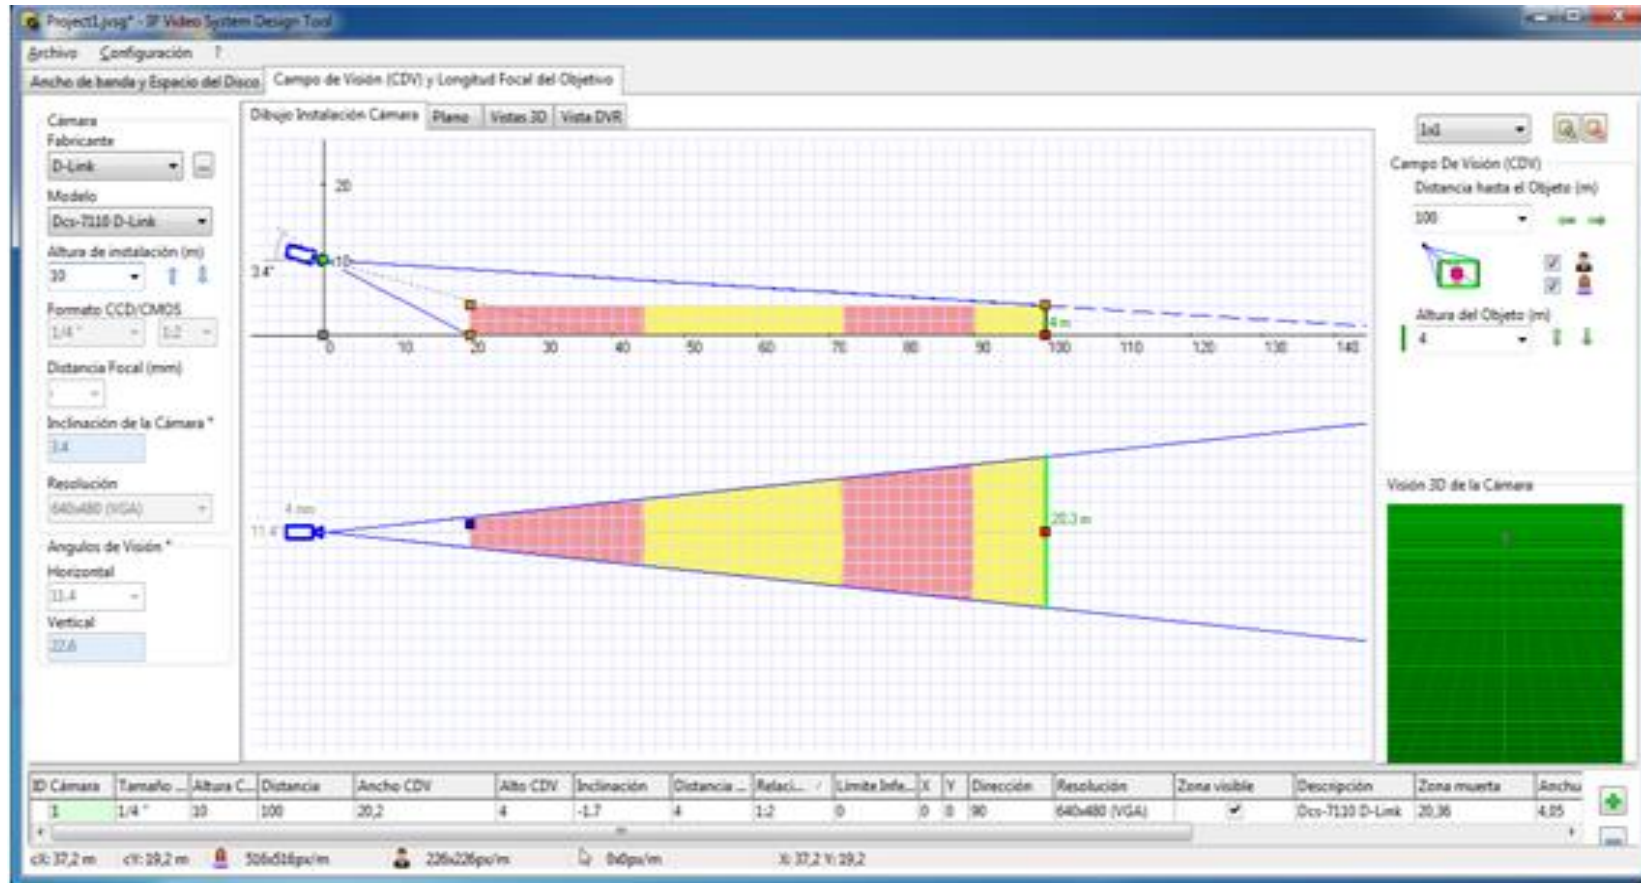 Project1.jvsg* - IP Video System Design Tool
Archivo Configuración ?
Ancho de banda y Espacio del Disco Campo de Visión (CDV) y Longitud Focal del Objetivo
Cámara
Fabricante
D-Link ...
Modelo
Dcs-7110 D-Link
Altura de instalación (m)
10
Formato CCD/CMOS
1/4 " 1:2
Distancia Focal (mm)
Inclinación de la Cámara °
3.4
Resolución
640x480 (VGA)
Angulos de Visión °
Horizontal
11.4
Vertical
22.6
Dibujo Instalación Cámara Plano Vistas 3D Vista DVR
20
10
3.4°
4 m
0 10 20 30 40 50 60 70 80 90 100 110 120 130 140
4 mm
11.4°
20.3 m
1x1
Campo De Visión (CDV)
Distancia hasta el Objeto (m)
100
Altura del Objeto (m)
4
Visión 3D de la Cámara
ID Cámara Tamaño ... Altura C... Distancia Ancho CDV Alto CDV Inclinación Distancia ... Relaci... Limite Infe... X Y Dirección Resolución Zona visible Descripción Zona muerta Anchu
1 1/4 " 10 100 20,2 4 -1.7 4 1:2 0 0 0 90 640x480 (VGA) Dcs-7110 D-Link 20,36 4,05
cX: 37,2 m cY: 19,2 m 516x516px/m 226x226px/m 0x0px/m X: 37,2 Y: 19,2